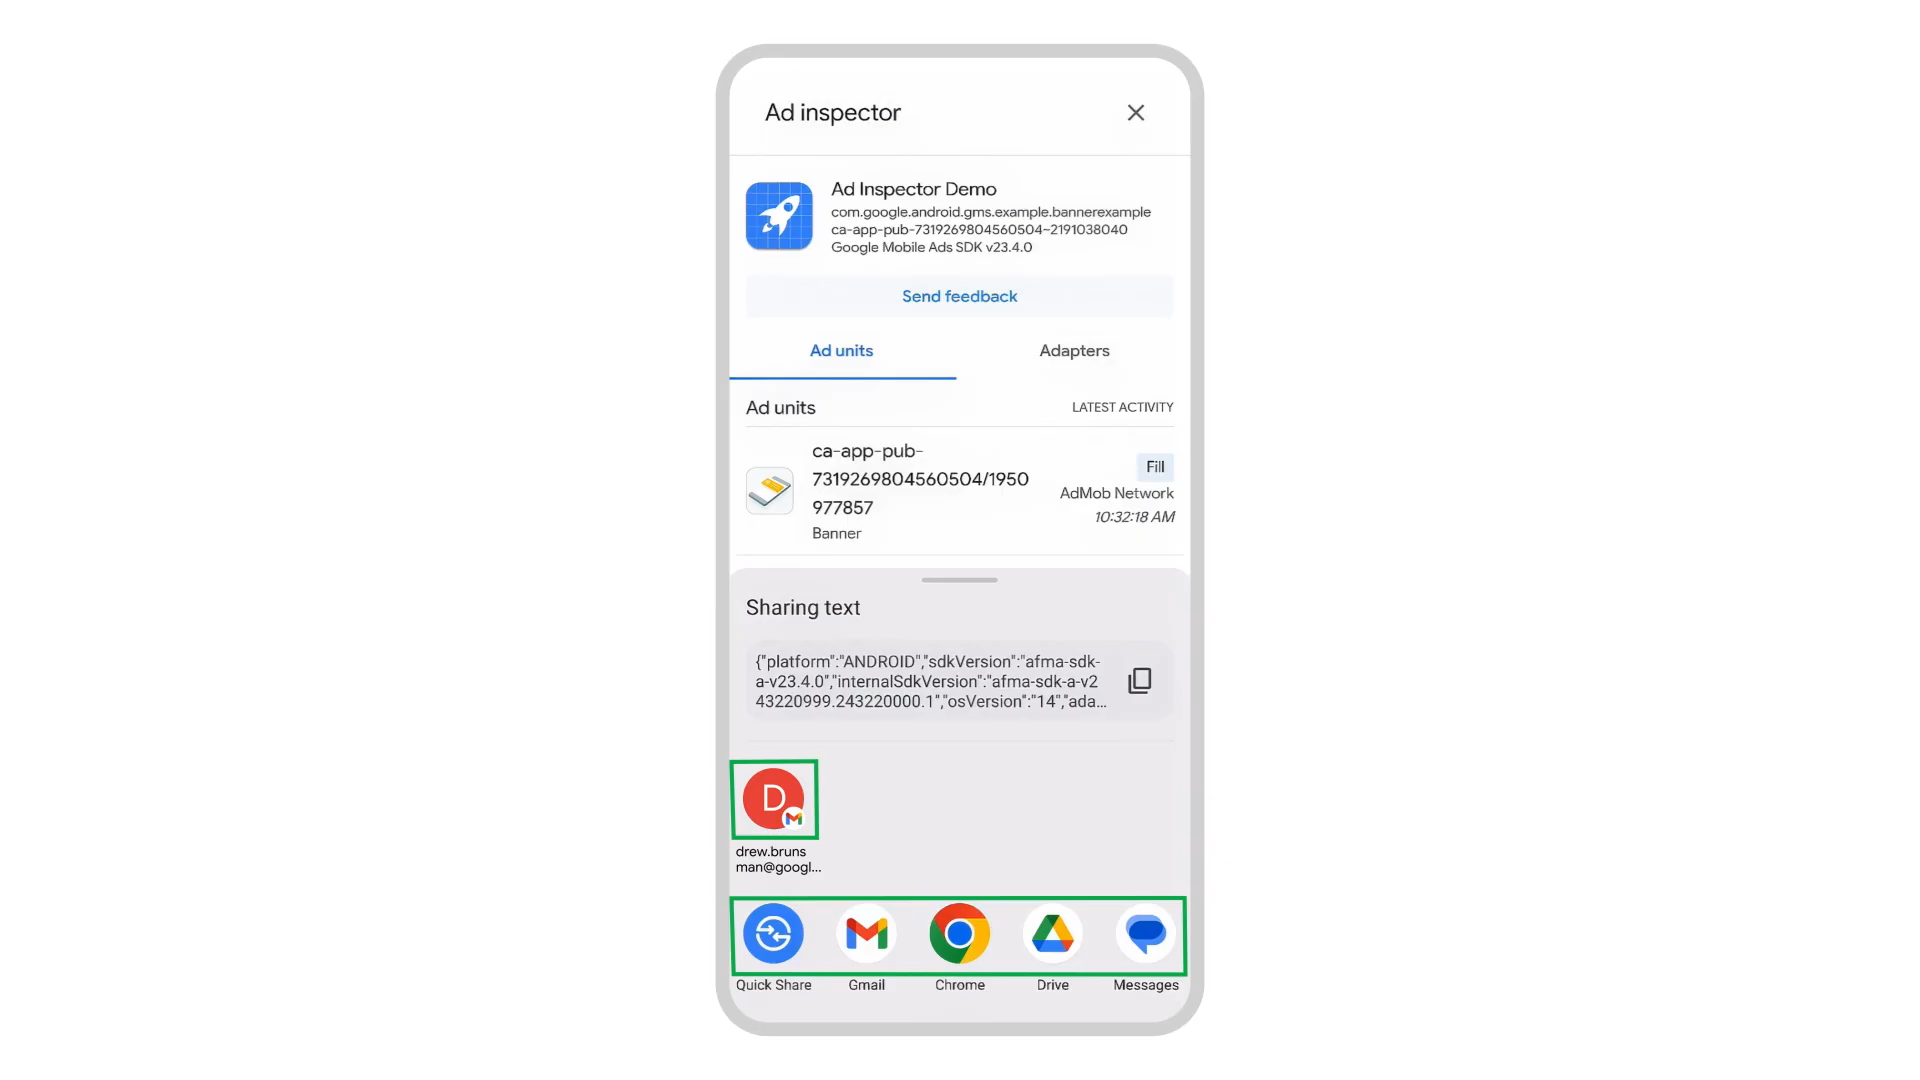 Ad inspector
Ad Inspector Demo
com.google.android.gms.example.bannerexample
ca-app-pub-7319269804560504~2191038040
Google Mobile Ads SDK v23.4.0
Send feedback
Ad units
Adapters
Ad units
LATEST ACTIVITY
ca-app-pub-
7319269804560504/1950
977857
Banner
Fill
AdMob Network
10:32:18 AM
Sharing text
{"platform":"ANDROID","sdkVersion":"afma-sdk-
a-v23.4.0","internalSdkVersion":"afma-sdk-a-v2
43220999.243220000.1","osVersion":"14","ada...
D
drew.bruns
man@googl...
Quick Share
Gmail
Chrome
Drive
Messages